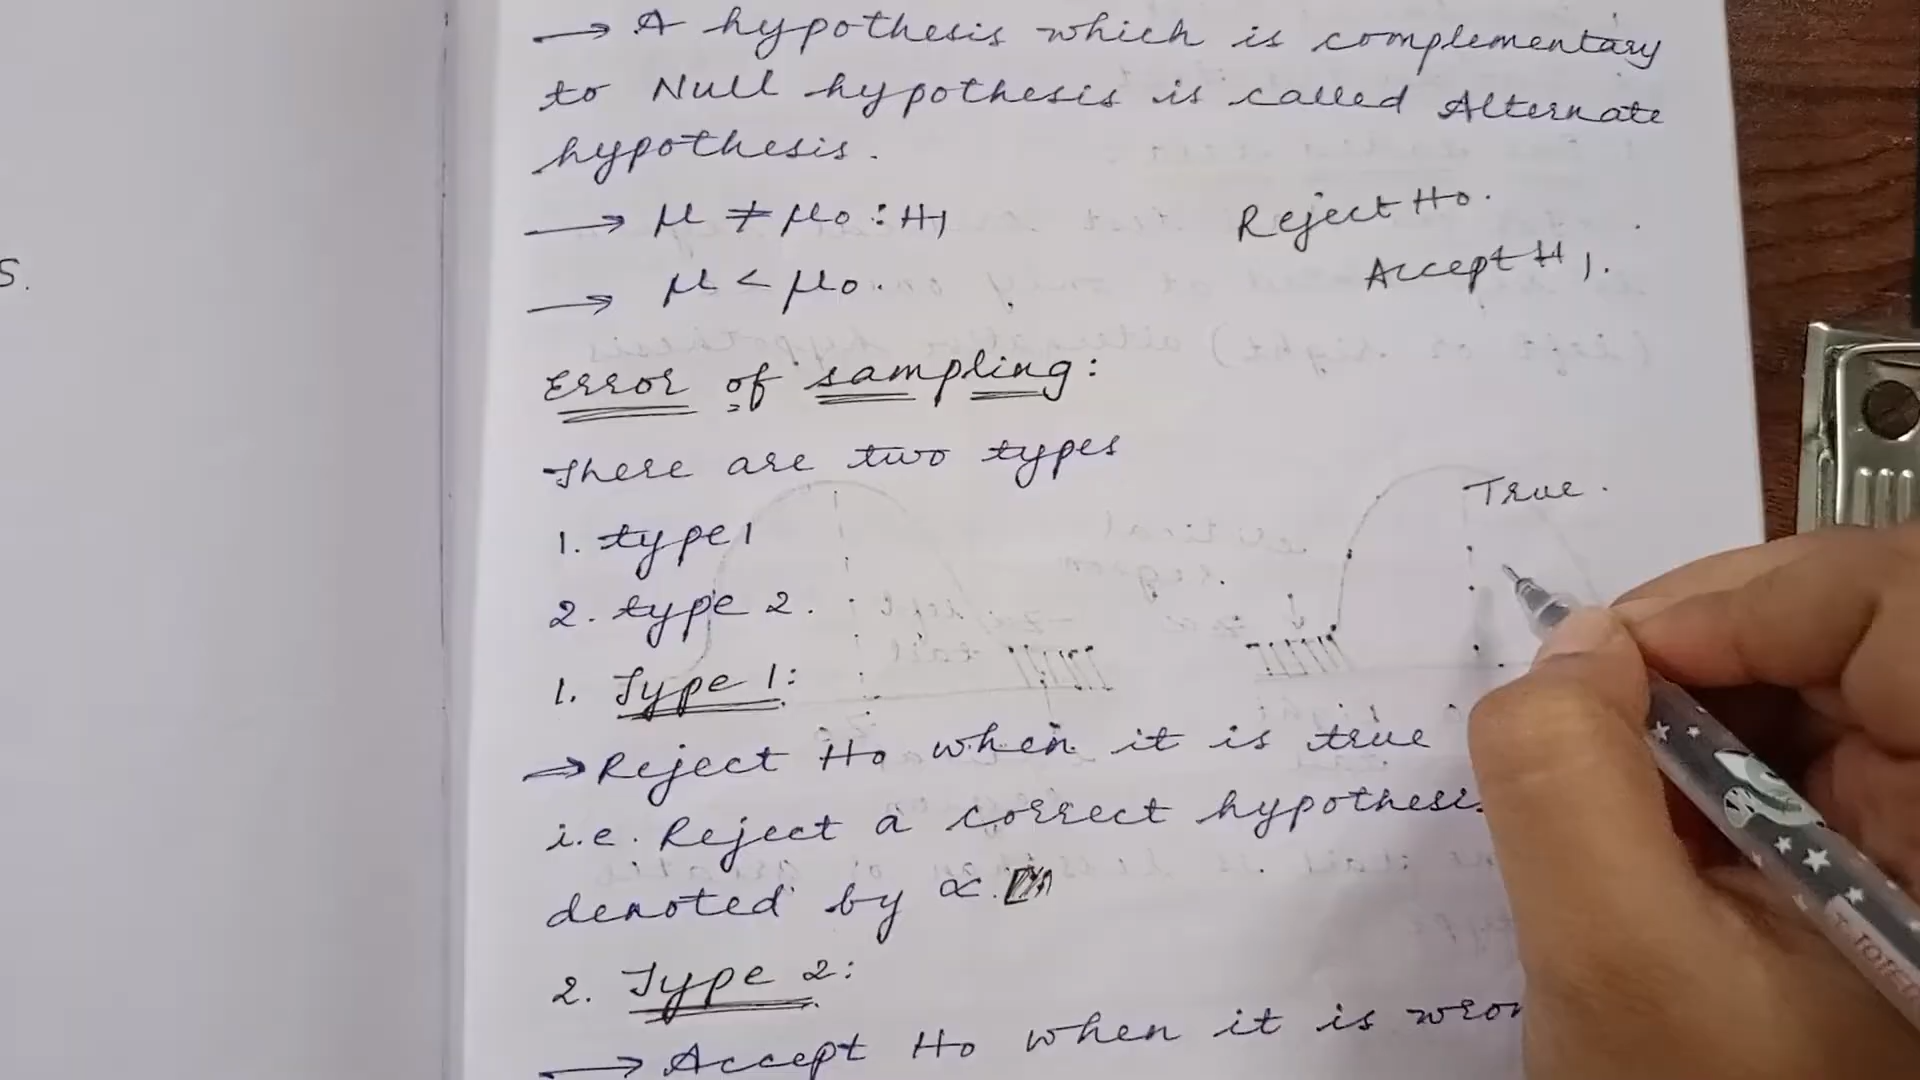 → A hypothesis which is complementary
to Null hypothesis is called Alternate
hypothesis.
→ μ ≠ μ0 : H1
Reject H0.
→ μ < μ0.
Accept H1.
S.
Error of sampling:
There are two types
True.
1. type 1
2. type 2.
1. Type 1:
→ Reject H0 when it is true
i.e. Reject a correct hypothesis
denoted by α.
2. Type 2:
→ Accept H0 when it is wron